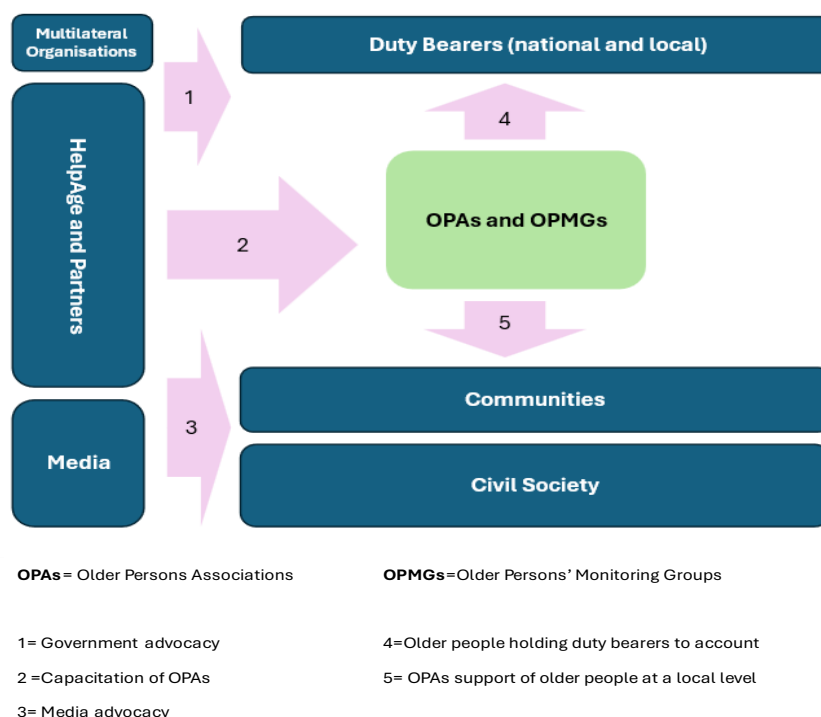 Multilateral
Organisations
Duty Bearers (national and local)
1
4
HelpAge and Partners
OPAs and OPMGs
2
5
Communities
3
Media
Civil Society
OPAs= Older Persons Associations
OPMGs=Older Persons’ Monitoring Groups
1= Government advocacy
4=Older people holding duty bearers to account
2 =Capacitation of OPAs
5= OPAs support of older people at a local level
3= Media advocacy